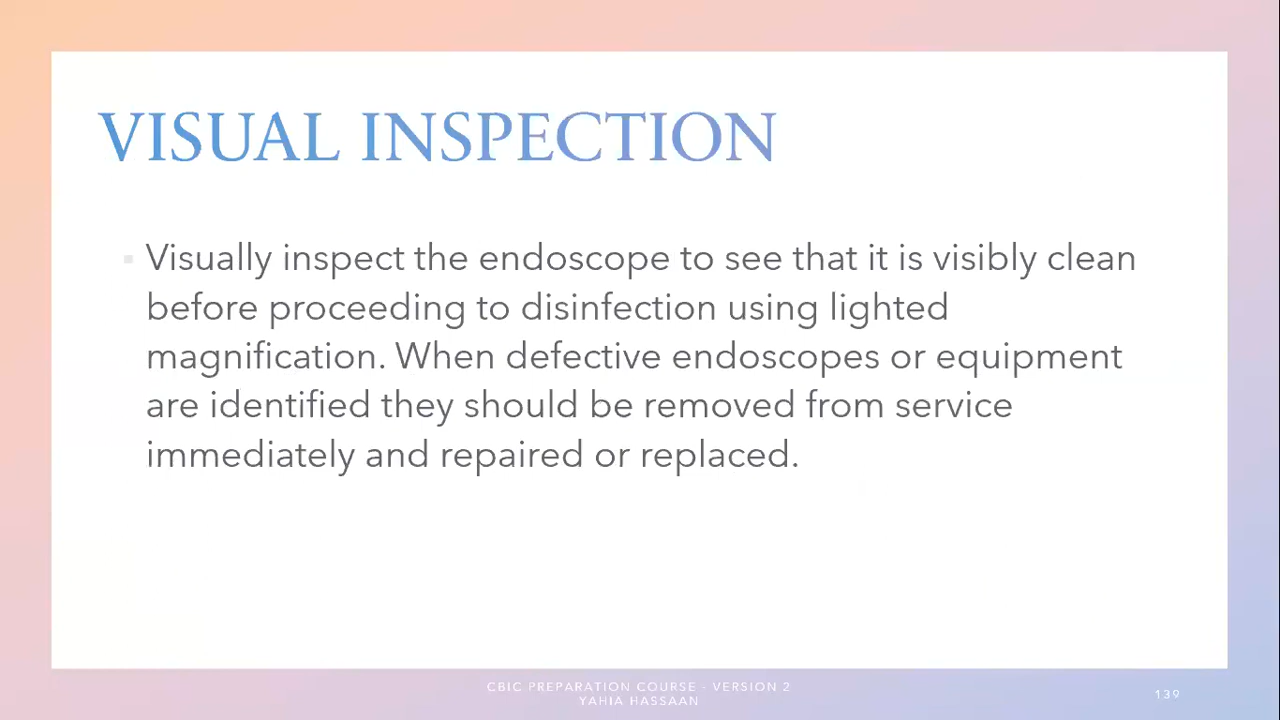 VISUAL INSPECTION
Visually inspect the endoscope to see that it is visibly clean
before proceeding to disinfection using lighted
magnification. When defective endoscopes or equipment
are identified they should be removed from service
immediately and repaired or replaced.
CBIC PREPARATION COURSE - VERSION 2
YAHIA HASSAAN
139